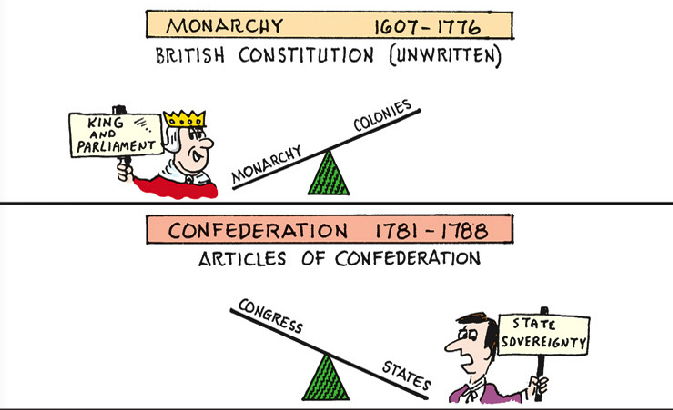 MONARCHY 1607-1776
BRITISH CONSTITUTION (UNWRITTEN)
KING
AND
PARLIAMENT
MONARCHY
COLONIES
CONFEDERATION 1781-1788
ARTICLES OF CONFEDERATION
CONGRESS
STATES
STATE
SOVEREIGNTY